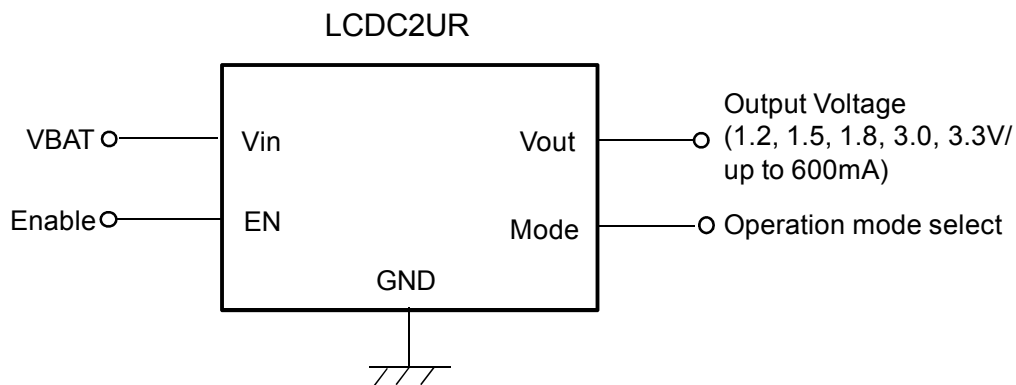 LCDC2UR
VBAT
Vin
Vout
Output Voltage
(1.2, 1.5, 1.8, 3.0, 3.3V/
up to 600mA)
Enable
EN
Mode
Operation mode select
GND